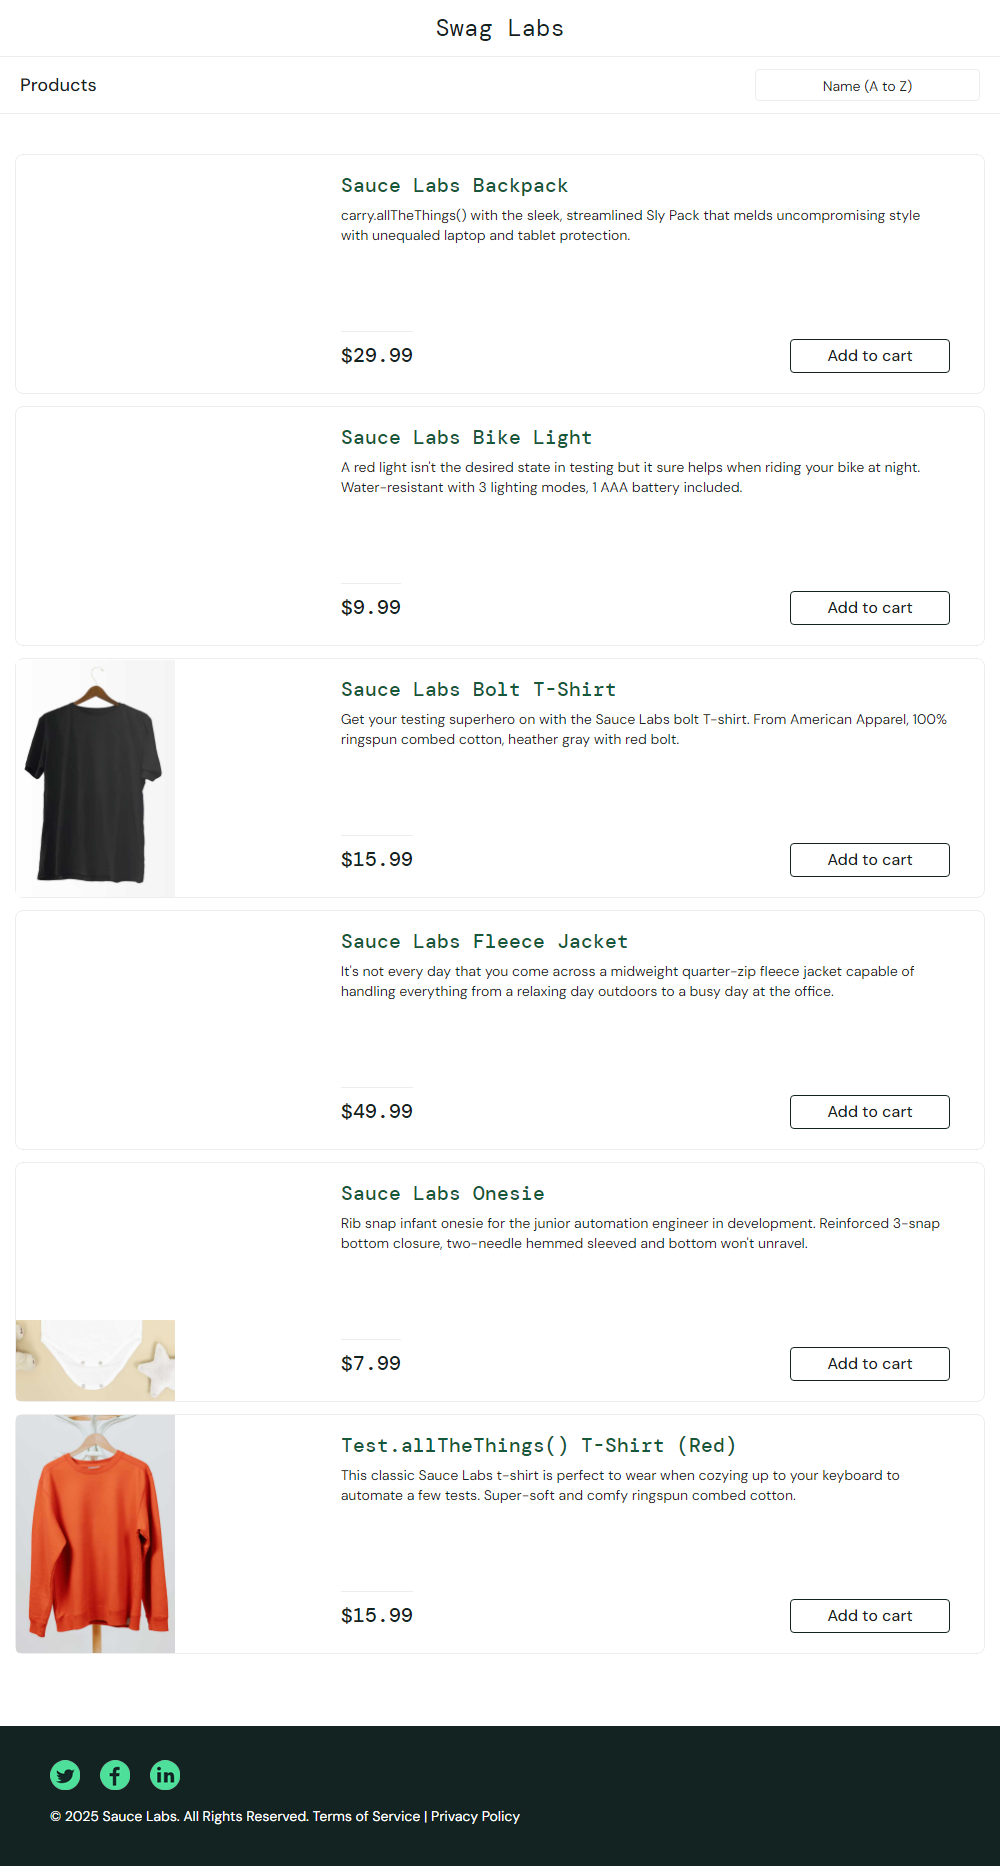 Swag Labs
Products
Name (A to Z)
Sauce Labs Backpack
carry.allTheThings() with the sleek, streamlined Sly Pack that melds uncompromising style
with unequaled laptop and tablet protection.
$29.99
Add to cart
Sauce Labs Bike Light
A red light isn't the desired state in testing but it sure helps when riding your bike at night.
Water-resistant with 3 lighting modes, 1 AAA battery included.
$9.99
Add to cart
Sauce Labs Bolt T-Shirt
Get your testing superhero on with the Sauce Labs bolt T-shirt. From American Apparel, 100%
ringspun combed cotton, heather gray with red bolt.
$15.99
Add to cart
Sauce Labs Fleece Jacket
It's not every day that you come across a midweight quarter-zip fleece jacket capable of
handling everything from a relaxing day outdoors to a busy day at the office.
$49.99
Add to cart
Sauce Labs Onesie
Rib snap infant onesie for the junior automation engineer in development. Reinforced 3-snap
bottom closure, two-needle hemmed sleeved and bottom won't unravel.
$7.99
Add to cart
Test.allTheThings() T-Shirt (Red)
This classic Sauce Labs t-shirt is perfect to wear when cozying up to your keyboard to
automate a few tests. Super-soft and comfy ringspun combed cotton.
$15.99
Add to cart
© 2025 Sauce Labs. All Rights Reserved. Terms of Service | Privacy Policy